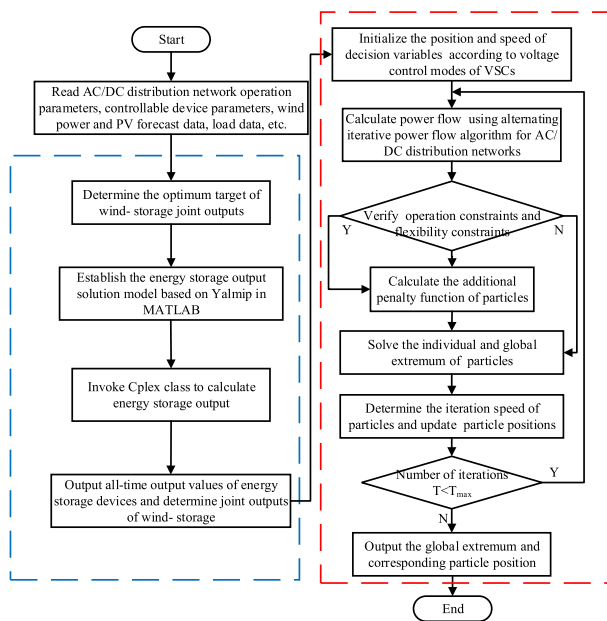 Start
Read AC/DC distribution network operation
parameters, controllable device parameters, wind
power and PV forecast data, load data, etc.
Determine the optimum target of
wind- storage joint outputs
Establish the energy storage output
solution model based on Yalmip in
MATLAB
Invoke Cplex class to calculate
energy storage output
Output all-time output values of energy
storage devices and determine joint outputs
of wind- storage
Initialize the position and speed of
decision variables according to voltage
control modes of VSCs
Calculate power flow using alternating
iterative power flow algorithm for AC/
DC distribution networks
Verify operation constraints and
flexibility constraints
Y
N
Calculate the additional
penalty function of particles
Solve the individual and global
extremum of particles
Determine the iteration speed of
particles and update particle positions
Number of iterations
T<Tmax
Y
N
Output the global extremum and
corresponding particle position
End